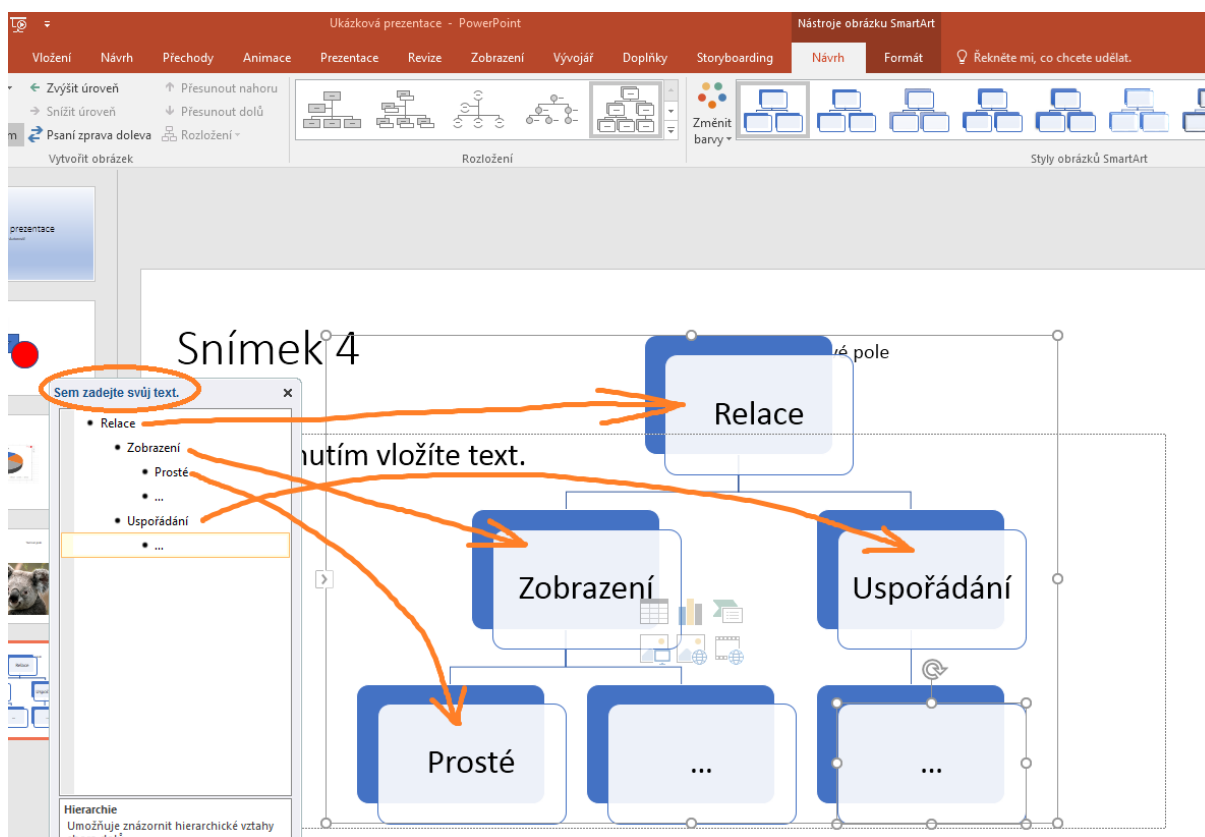 Ukázková prezentace - PowerPoint
Nástroje obrázku SmartArt
Vložení Návrh Přechody Animace Prezentace Revize Zobrazení Vývojář Doplňky Storyboarding Návrh Formát Řekněte mi, co chcete udělat.
Zvýšit úroveň Přesunout nahoru
Snížit úroveň Přesunout dolů
Psaní zprava doleva Rozložení
Změnit
barvy
Vytvořit obrázek Rozložení Styly obrázků SmartArt
prezentace
Snímek 4
vé pole
Sem zadejte svůj text.
Relace
Zobrazení
Prosté
...
Uspořádání
...
nutím vložíte text.
Relace
Zobrazení
Uspořádání
Prosté
...
...
Hierarchie
Umožňuje znázornit hierarchické vztahy